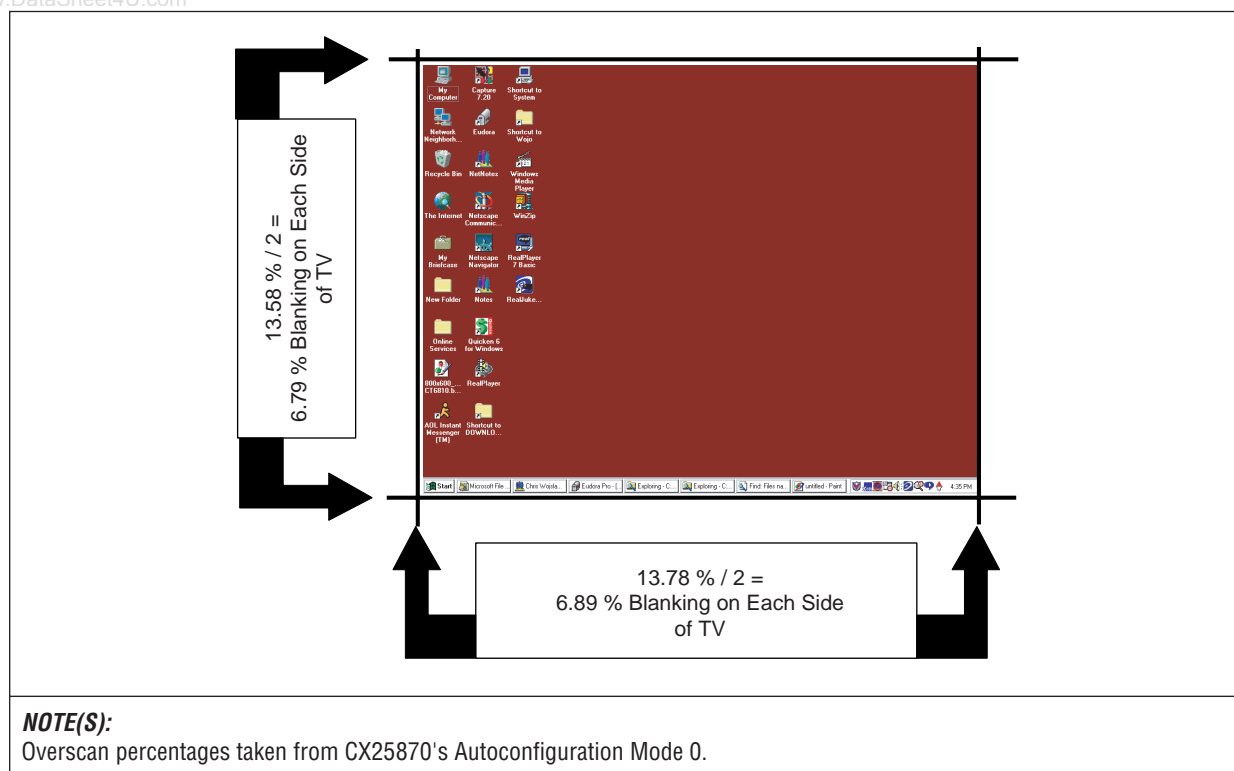 .DataSheet4U.com
My Computer
Capture 7.20
Shortcut to System
Network Neighborh...
Eudora
Shortcut to Wojo
Recycle Bin
NetNotes
Windows Media Player
The Internet
Netscape Communic...
WinZip
My Briefcase
Netscape Navigator
RealPlayer 7 Basic
New Folder
Notes
RealJuke...
Online Services
Quicken 6 for Windows
800x600_... CT6810.b...
RealPlayer
AOL Instant Messenger (TM)
Shortcut to DOWNLO...
Start
Microsoft File ...
Chris Wojsla...
Eudora Pro - [...
Exploring - C:...
Exploring - C:...
Find: Files na...
untitled - Paint
4:35 PM
13.58 % / 2 =
6.79 % Blanking on Each Side
of TV
13.78 % / 2 =
6.89 % Blanking on Each Side
of TV
NOTE(S):
Overscan percentages taken from CX25870's Autoconfiguration Mode 0.